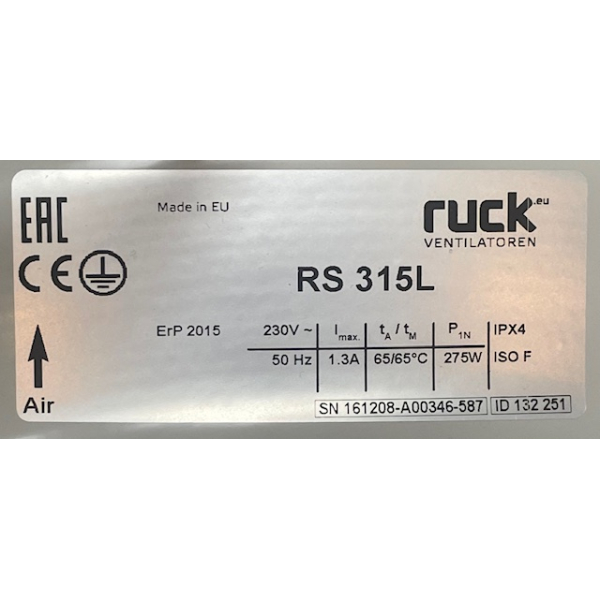 EAC
Made in EU
ruck.eu
VENTILATOREN
CE
RS 315L
ErP 2015
230V ~ Imax. tA / tM P1N IPX4
50 Hz 1.3A 65/65°C 275W ISO F
Air
SN 161208-A00346-587 ID 132 251